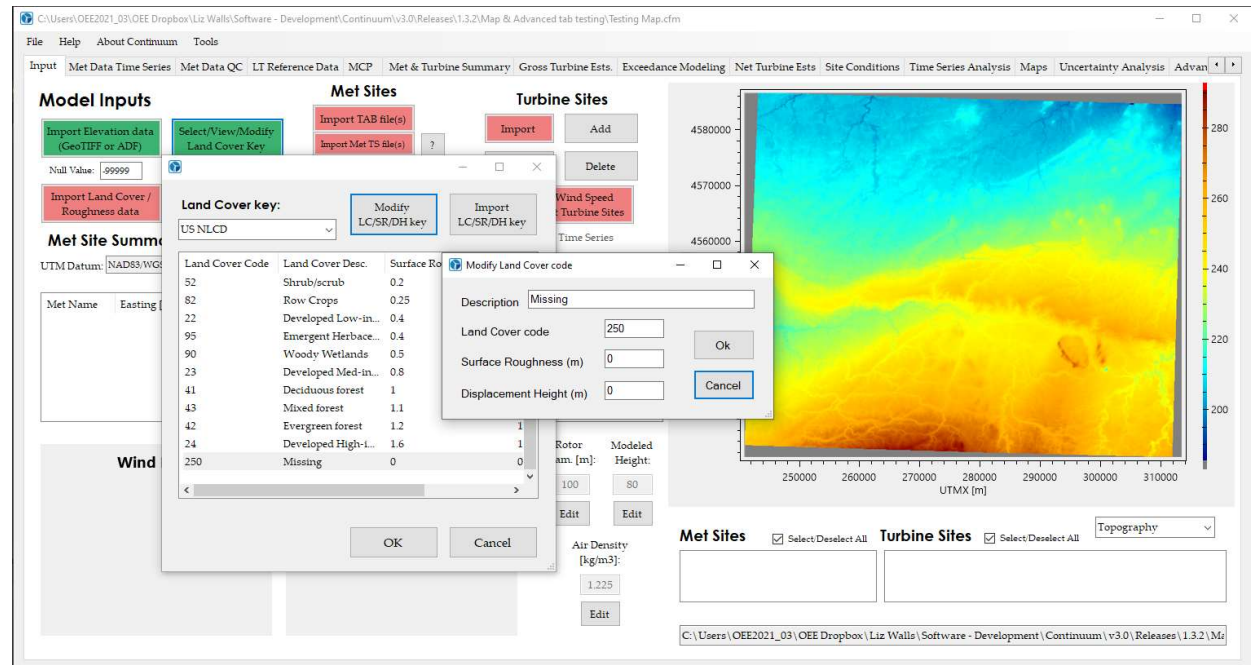 C:\Users\OEE2021_03\OEE Dropbox\Liz Walls\Software - Development\Continuum\v3.0\Releases\1.3.2\Map & Advanced tab testing\Testing Map.cfm
File Help About Continuum Tools
Input Met Data Time Series Met Data QC LT Reference Data MCP Met & Turbine Summary Gross Turbine Ests. Exceedance Modeling Net Turbine Ests Site Conditions Time Series Analysis Maps Uncertainty Analysis Advan
Model Inputs
Import Elevation data
(GeoTIFF or ADF)
Select/View/Modify
Land Cover Key
Null Value: -99999
Import Land Cover /
Roughness data
Met Sites
Import TAB
file(s)
Import Met TS
file(s)
?
Turbine Sites
Import
Add
Delete
Wind Speed
Turbine Sites
Time Series
Met Site Summ
UTM Datum: NAD83/WGS
Met Name Easting [
Wind
Land Cover key:
US NLCD
Modify
LC/SR/DH key
Import
LC/SR/DH key
Land Cover Code Land Cover Desc. Surface Ro
52 Shrub/scrub 0.2
82 Row Crops 0.25
22 Developed Low-in... 0.4
95 Emergent Herbace... 0.4
90 Woody Wetlands 0.5
23 Developed Med-in... 0.8
41 Deciduous forest 1
43 Mixed forest 1.1
42 Evergreen forest 1.2 1
24 Developed High-i... 1.6 1
250 Missing 0 0
OK Cancel
Modify Land Cover code
Description Missing
Land Cover code 250
Surface Roughness (m) 0
Displacement Height (m) 0
Ok
Cancel
Rotor
am. [m]:
100
Edit
Modeled
Height:
80
Edit
Air Density
[kg/m3]:
1.225
Edit
4580000
4570000
4560000
250000 260000 270000 280000 290000 300000 310000
UTMX [m]
280
260
240
220
200
Met Sites Select/Deselect All Turbine Sites Select/Deselect All Topography
C:\Users\OEE2021_03\OEE Dropbox\Liz Walls\Software - Development\Continuum\v3.0\Releases\1.3.2\Ma